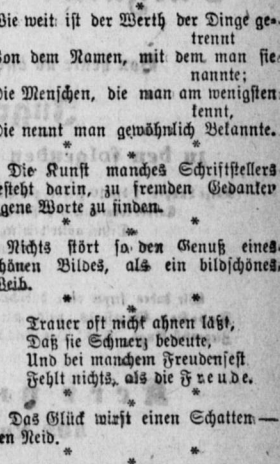 *
Wie weit ist der Werth der Dinge ge-
trennt
Von dem Namen, mit dem man sie
nannte;
Die Menschen, die man am wenigsten
kennt,
Die nennt man gewöhnlich Bekannte.
* *
*
Die Kunst manches Schriftstellers
besteht darin, zu fremden Gedanken
eigene Worte zu finden.
* *
*
Nichts stört so den Genuß eines
schönen Bildes, als ein bildschönes
Weib.
* *
*
Trauer oft nicht ahnen läßt,
Daß sie Schmerz bedeute,
Und bei manchem Freudenfest
Fehlt nichts, als die Freude.
* *
*
Das Glück wirft einen Schatten —
den Neid.
* *
*